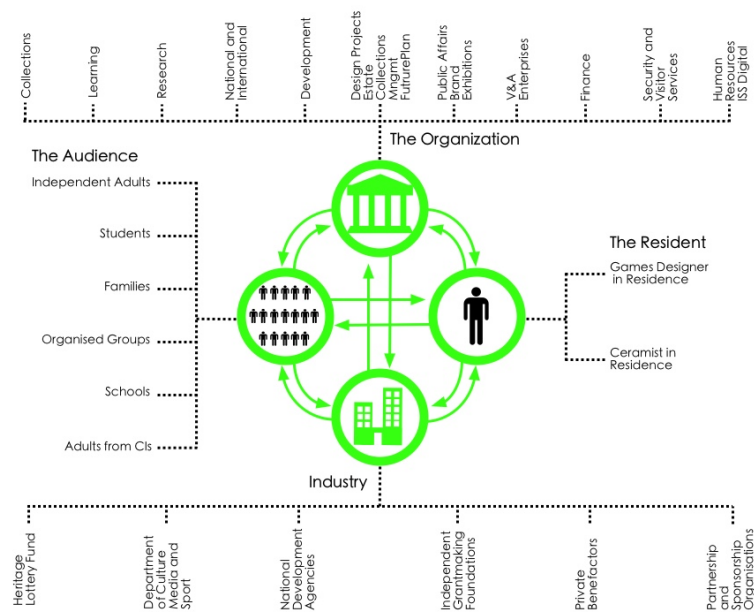 Collections
Learning
Research
National and
International
Development
Design Projects
Estate
Collections
Mngmt
FuturePlan
Public Affairs
Brand
Exhibitions
V&A
Enterprises
Finance
Security and
Visitor
Services
Human
Resources
ISS Digital
The Organization
The Audience
Independent Adults
Students
Families
Organised Groups
Schools
Adults from CIs
The Resident
Games Designer
in Residence
Ceramist in
Residence
Industry
Heritage
Lottery Fund
Department
of Culture
Media and
Sport
National
Development
Agencies
Independent
Grantmaking
Foundations
Private
Benefactors
Partnership
and
Sponsorship
Organisations